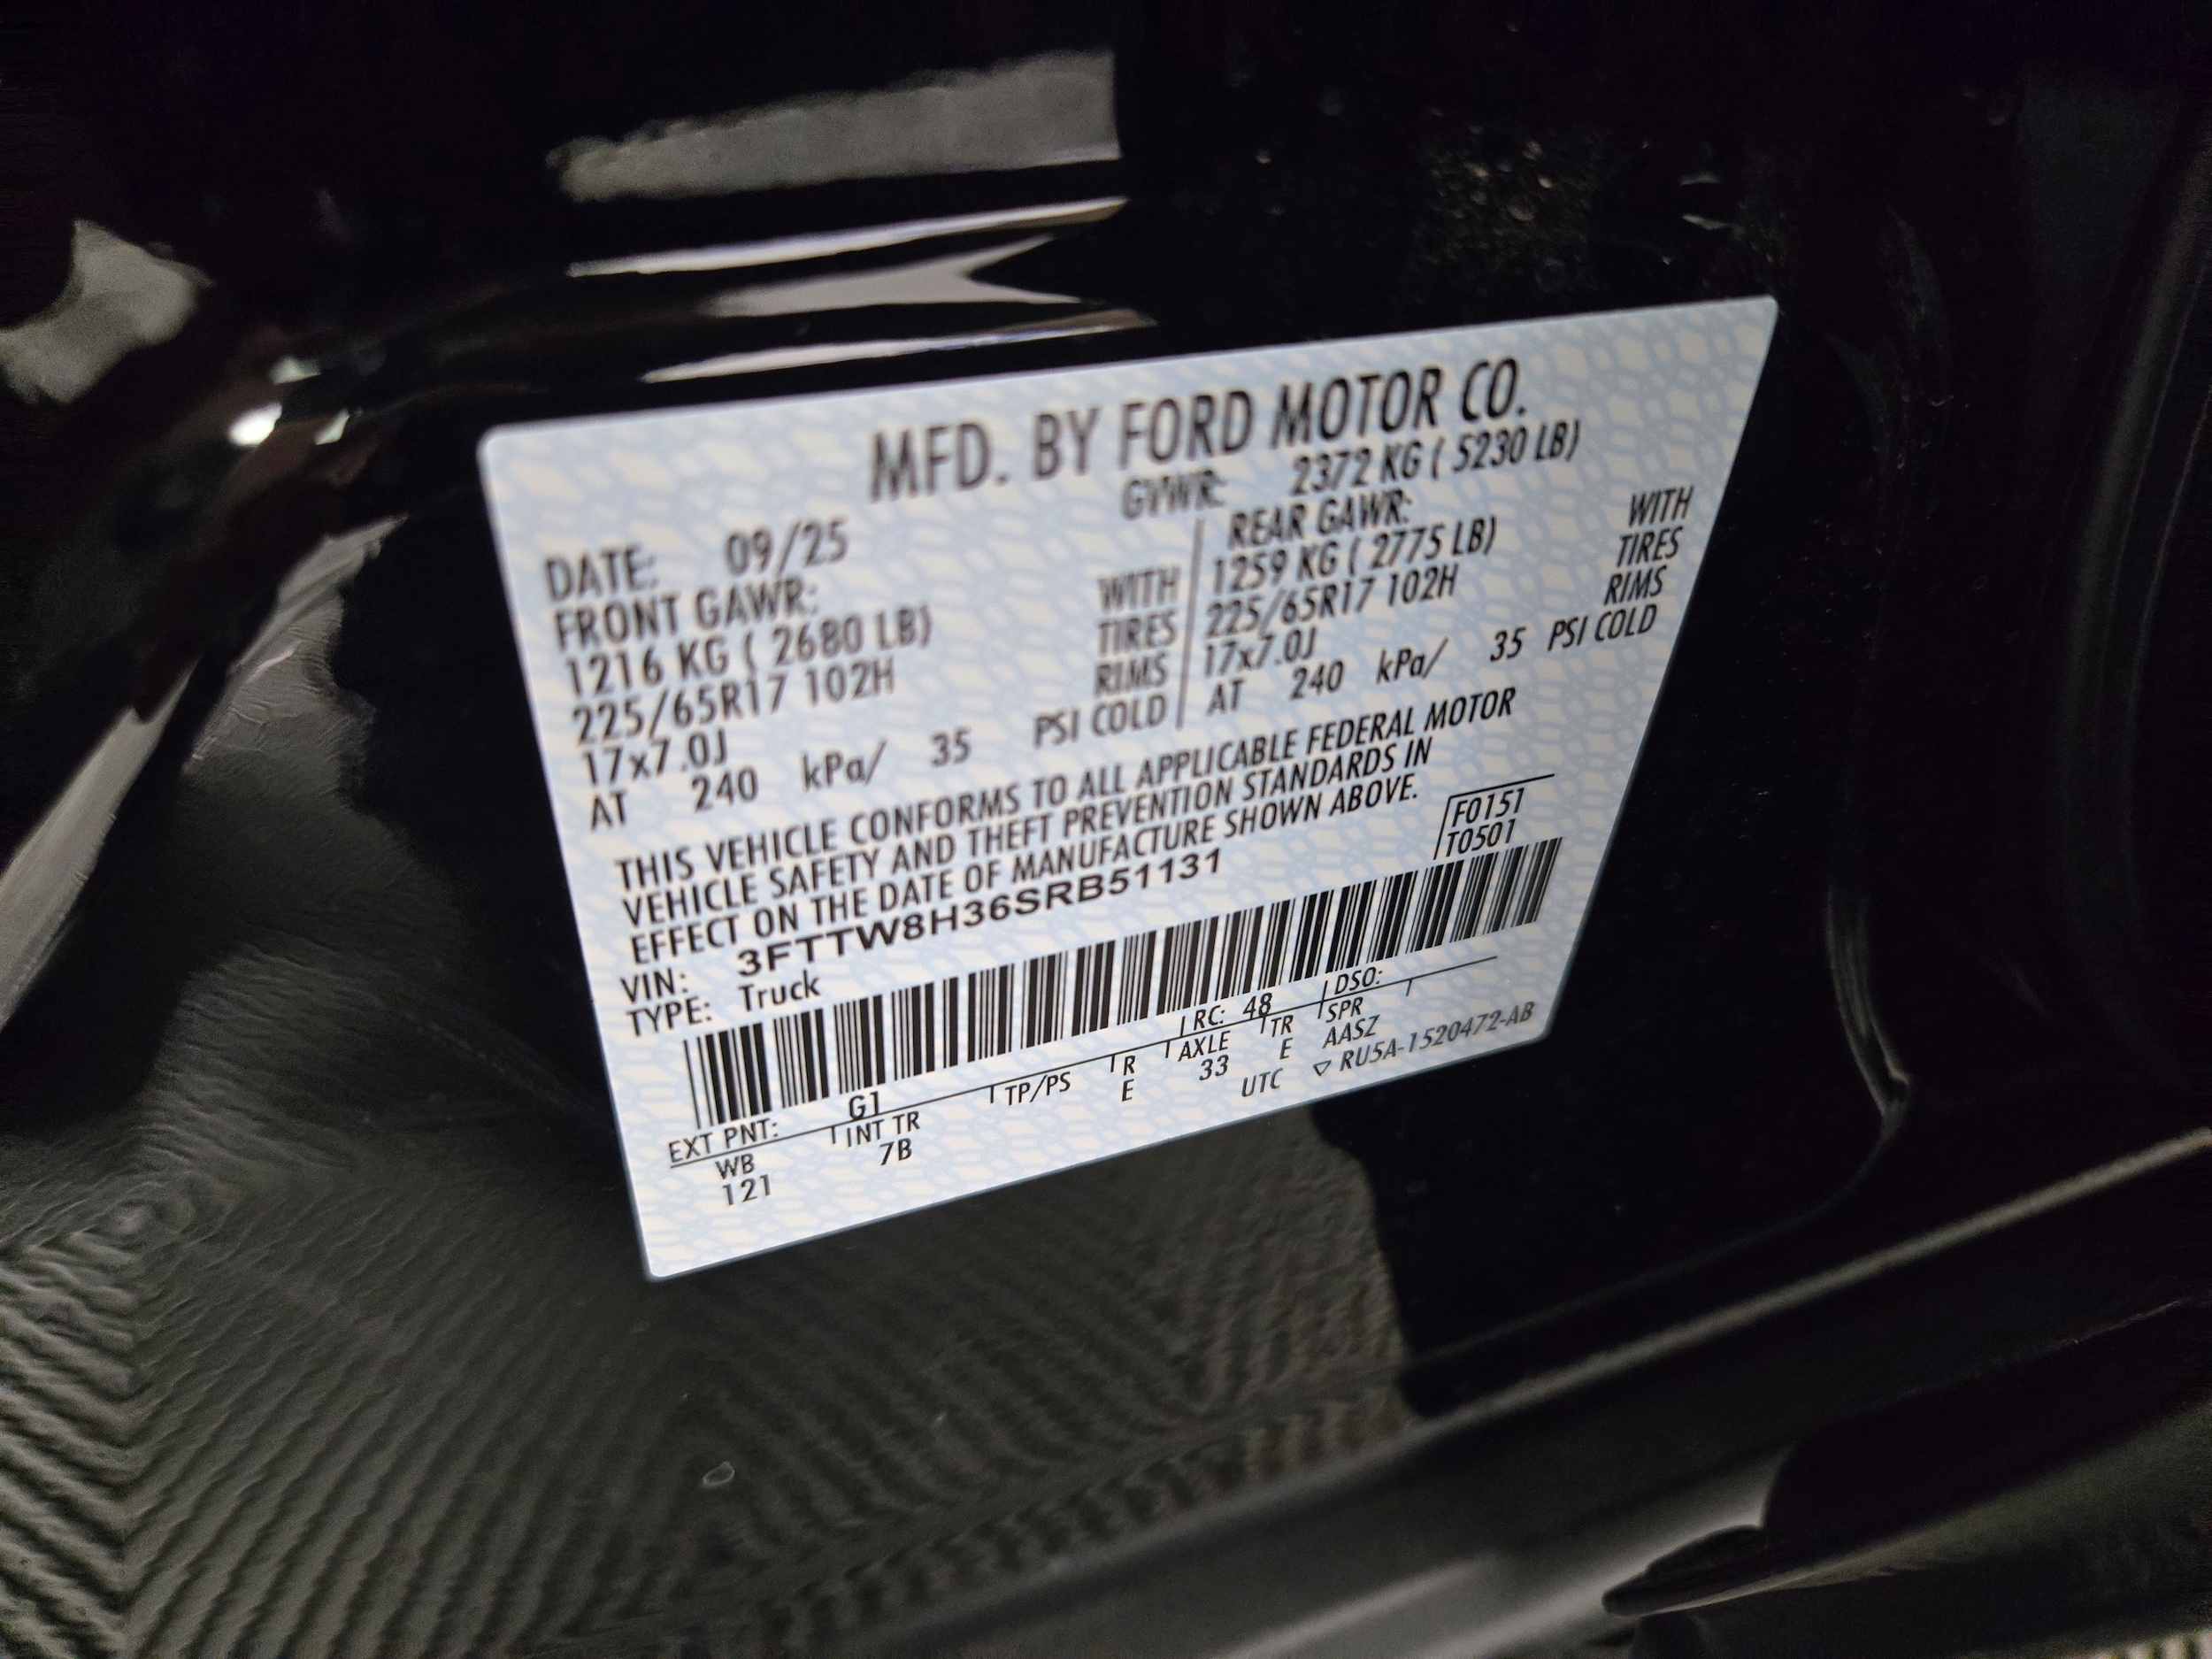 MFD. BY FORD MOTOR CO.
DATE: 09/25 GVWR: 2372 KG ( 5230 LB)
FRONT GAWR: REAR GAWR:
1216 KG ( 2680 LB) WITH 1259 KG ( 2775 LB) WITH
225/65R17 102H TIRES 225/65R17 102H TIRES
17x7.0J RIMS 17x7.0J RIMS
AT 240 kPa/ 35 PSI COLD AT 240 kPa/ 35 PSI COLD
THIS VEHICLE CONFORMS TO ALL APPLICABLE FEDERAL MOTOR
VEHICLE SAFETY AND THEFT PREVENTION STANDARDS IN
EFFECT ON THE DATE OF MANUFACTURE SHOWN ABOVE.
F0151
T0501
VIN: 3FTTW8H36SRB51131
TYPE: Truck
EXT PNT: G1 RC: 48 DSO:
WB INT TR TP/PS R AXLE TR SPR
121 7B E 33 E AASZ
UTC ▽ RU5A-1520472-AB